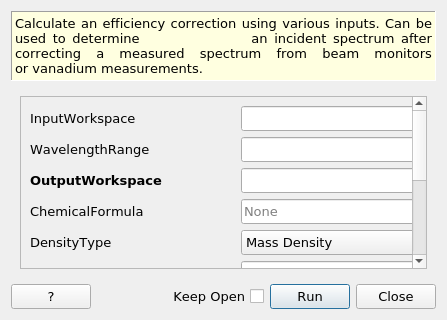 Calculate an efficiency correction using various inputs. Can be
used to determine an incident spectrum after
correcting a measured spectrum from beam monitors
or vanadium measurements.
InputWorkspace
WavelengthRange
OutputWorkspace
ChemicalFormula None
DensityType Mass Density
? Keep Open Run Close